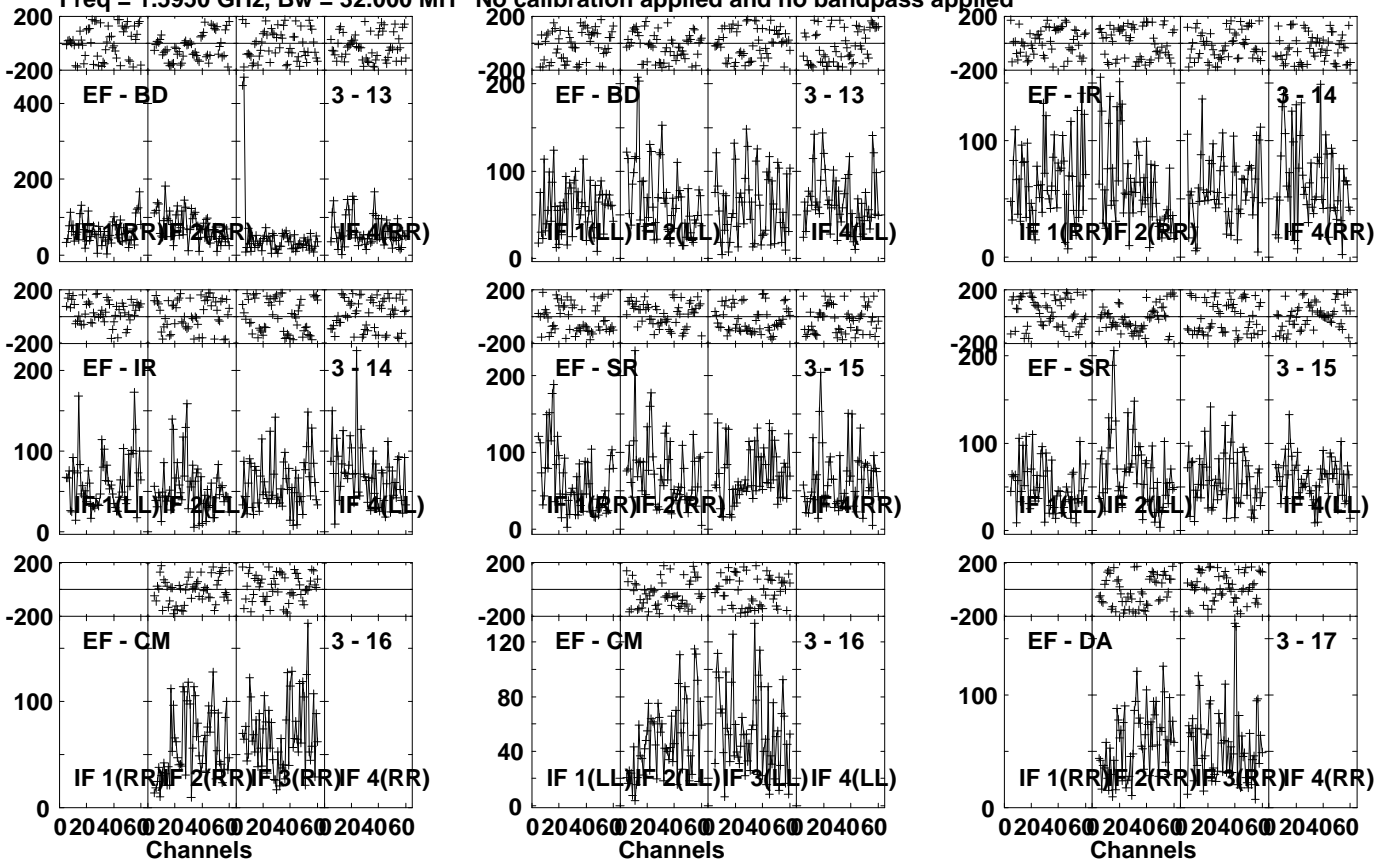 Freq = 1.5950 GHz, Bw = 32.000 MH No calibration applied and no bandpass applied
200
-200
EF - BD 3 - 13
400
200
0
IF 1(RR) IF 2(RR) IF 4(RR)
200
-200
200
EF - BD 3 - 13
100
0
IF 1(LL) IF 2(LL) IF 4(LL)
200
-200
EF - IR 3 - 14
100
0
IF 1(RR) IF 2(RR) IF 4(RR)
200
-200
EF - IR 3 - 14
200
100
0
IF 1(LL) IF 2(LL) IF 4(LL)
200
-200
EF - SR 3 - 15
200
100
0
IF 1(RR) IF 2(RR) IF 4(RR)
200
-200
200
EF - SR 3 - 15
100
0
IF 1(LL) IF 2(LL) IF 4(LL)
200
-200
EF - CM 3 - 16
100
0
IF 1(RR) IF 2(RR) IF 3(RR) IF 4(RR)
0 20 40 60 0 20 40 60 0 20 40 60 0 20 40 60
Channels
200
-200
EF - CM 3 - 16
120
80
40
0
IF 1(LL) IF 2(LL) IF 3(LL) IF 4(LL)
0 20 40 60 0 20 40 60 0 20 40 60 0 20 40 60
Channels
200
-200
EF - DA 3 - 17
100
0
IF 1(RR) IF 2(RR) IF 3(RR) IF 4(RR)
0 20 40 60 0 20 40 60 0 20 40 60 0 20 40 60
Channels